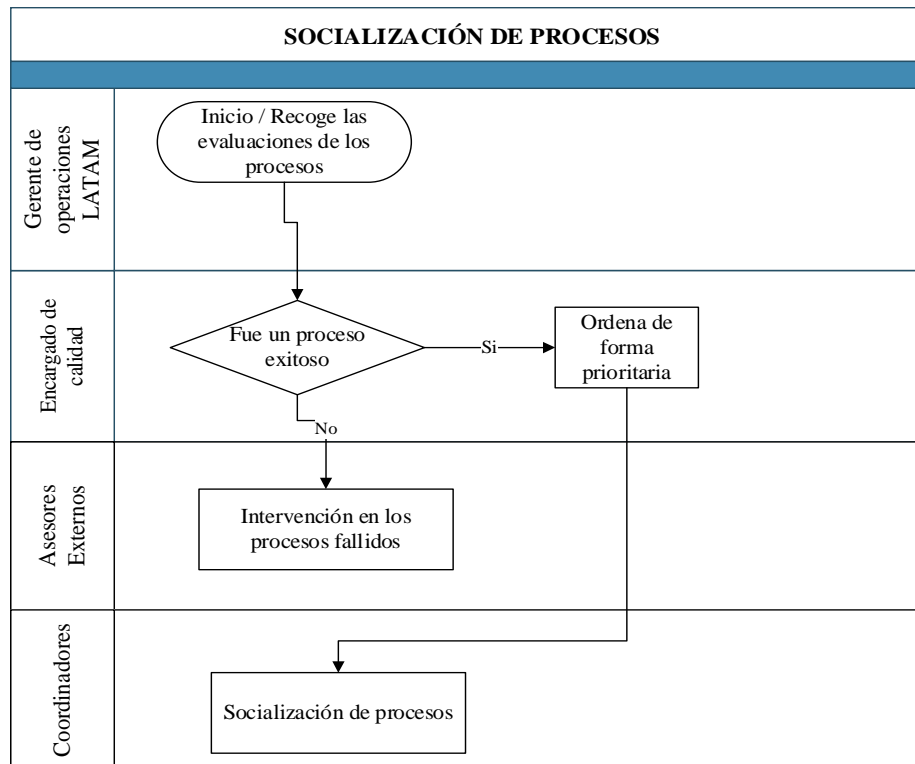 SOCIALIZACIÓN DE PROCESOS
Gerente de
operaciones
LATAM
Inicio / Recoge las
evaluaciones de los
procesos
Encargado de
calidad
Fue un proceso
exitoso
Si
Ordena de
forma
prioritaria
No
Asesores
Externos
Intervención en los
procesos fallidos
Coordinadores
Socialización de procesos